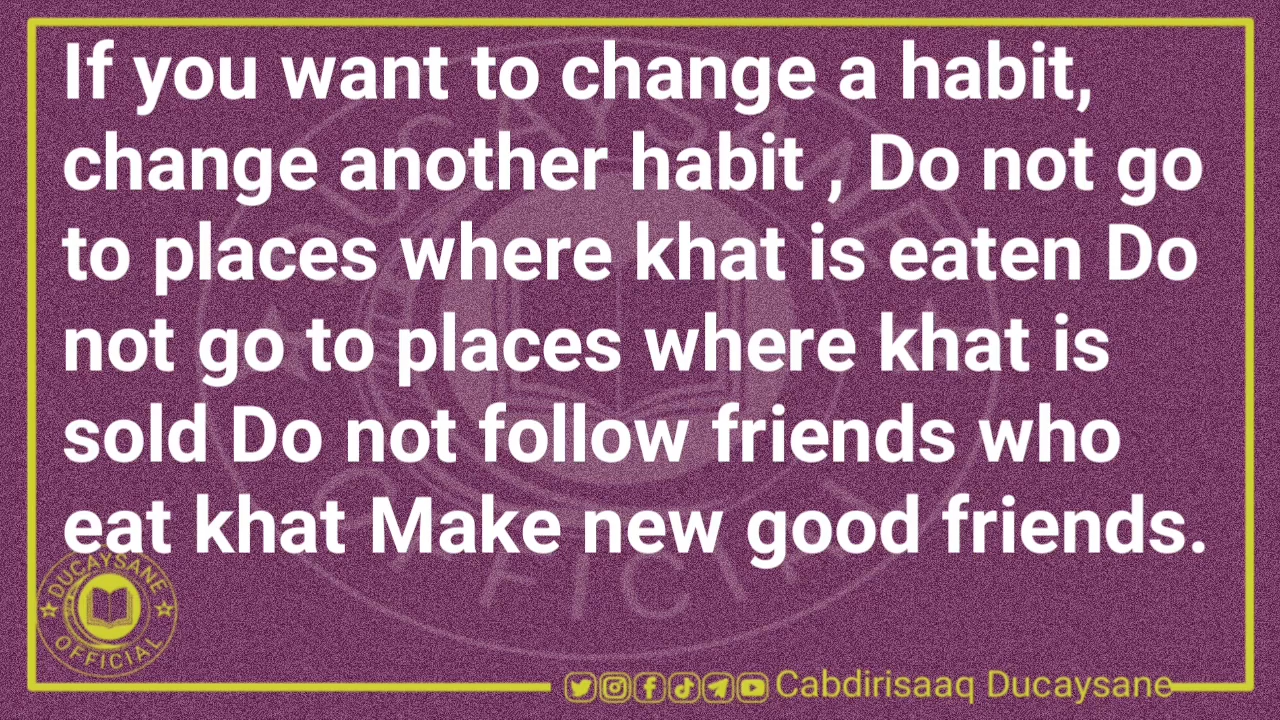 If you want to change a habit,
change another habit , Do not go
to places where khat is eaten Do
not go to places where khat is
sold Do not follow friends who
eat khat Make new good friends.
DUCAYSANE
OFFICIAL
DUCAYSANE
OFFICIAL
Cabdirisaaq Ducaysane